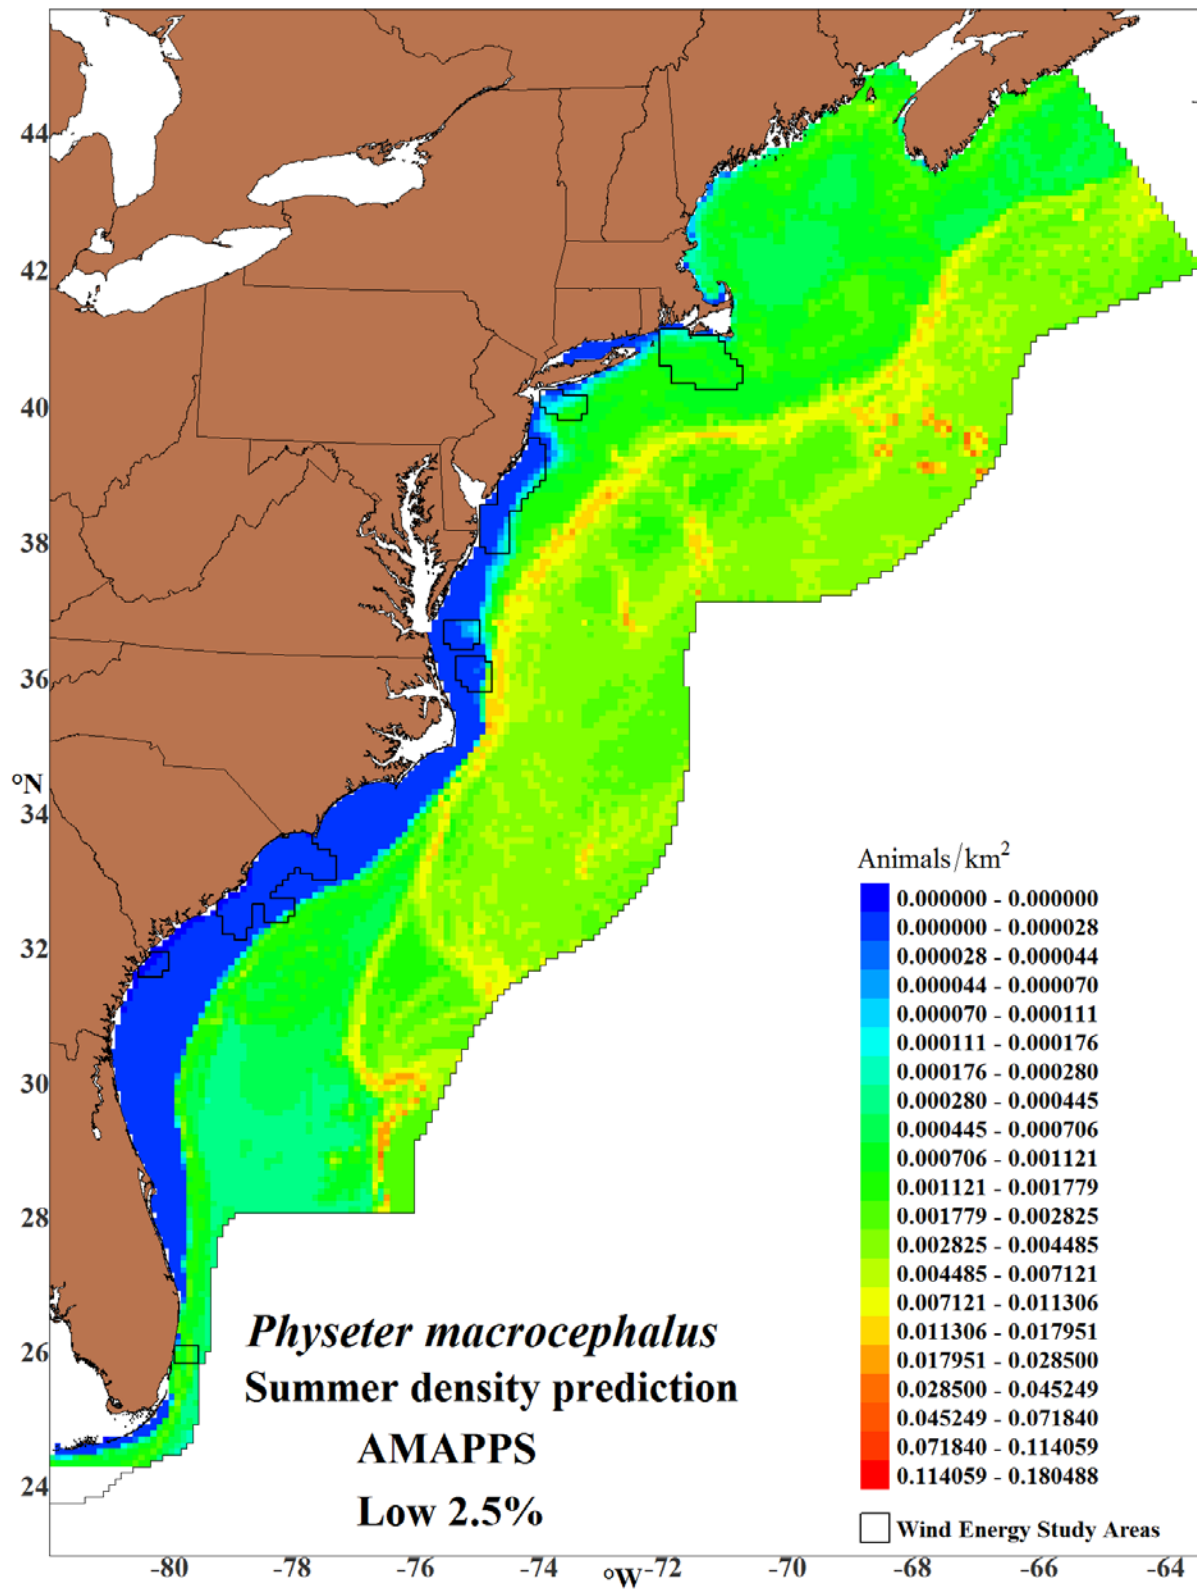 44
42
40
38
36
°N
34
32
30
28
26
24
Animals/km²
0.000000 - 0.000000
0.000000 - 0.000028
0.000028 - 0.000044
0.000044 - 0.000070
0.000070 - 0.000111
0.000111 - 0.000176
0.000176 - 0.000280
0.000280 - 0.000445
0.000445 - 0.000706
0.000706 - 0.001121
0.001121 - 0.001779
0.001779 - 0.002825
0.002825 - 0.004485
0.004485 - 0.007121
0.007121 - 0.011306
0.011306 - 0.017951
0.017951 - 0.028500
0.028500 - 0.045249
0.045249 - 0.071840
0.071840 - 0.114059
0.114059 - 0.180488
Wind Energy Study Areas
Physeter macrocephalus
Summer density prediction
AMAPPS
Low 2.5%
-80 -78 -76 -74 °W -72 -70 -68 -66 -64